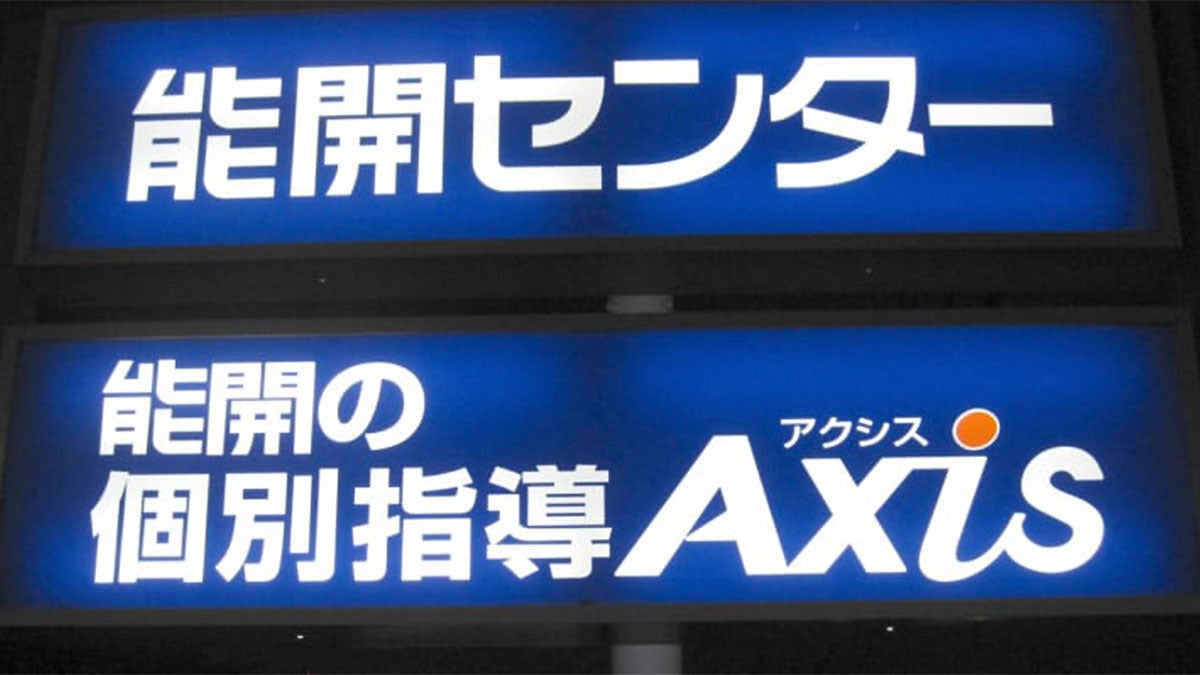 能開センター
能開の
個別指導
アクシス
Axis